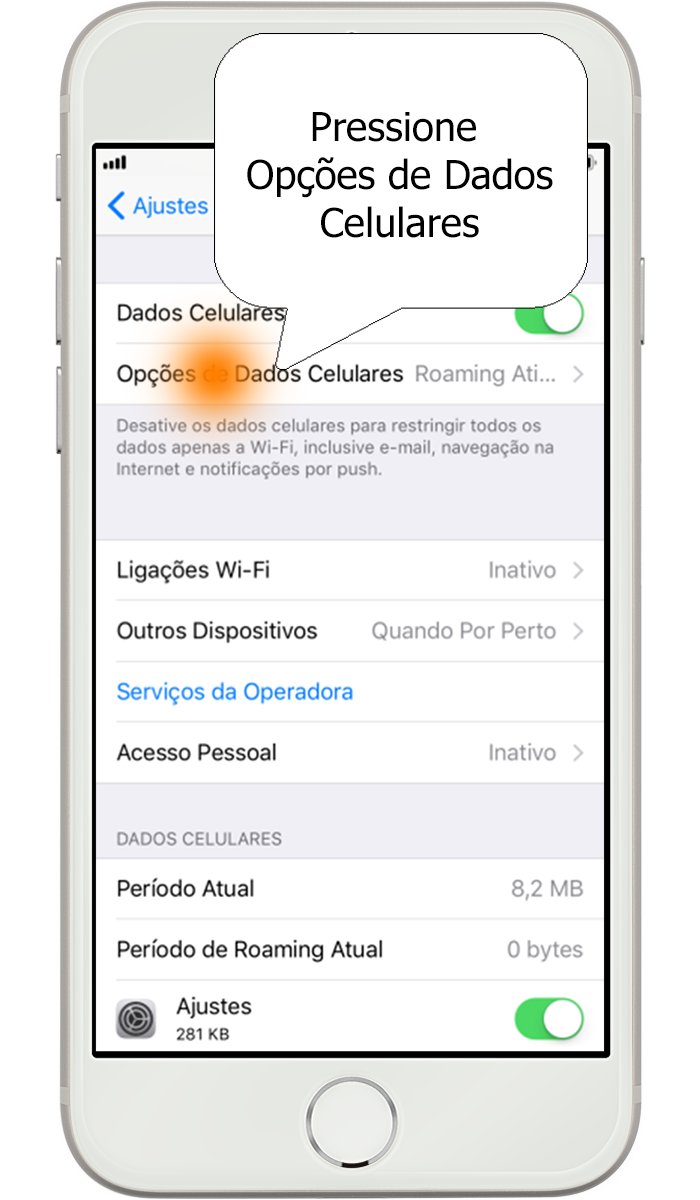 Pressione
Opções de Dados
Celulares
Ajustes
Dados Celulares
Opções de Dados Celulares Roaming Ati...
Desative os dados celulares para restringir todos os
dados apenas a Wi-Fi, inclusive e-mail, navegação na
Internet e notificações por push.
Ligações Wi-Fi Inativo
Outros Dispositivos Quando Por Perto
Serviços da Operadora
Acesso Pessoal Inativo
DADOS CELULARES
Período Atual 8,2 MB
Período de Roaming Atual 0 bytes
Ajustes
281 KB